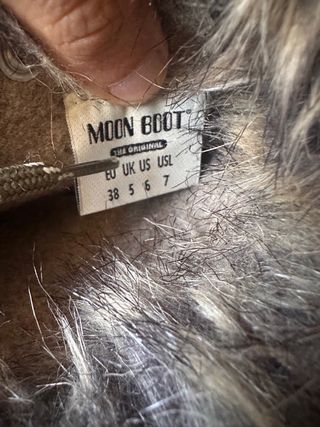 MOON BOOT®
THE ORIGINAL
EU UK US USL
38 5 6 7